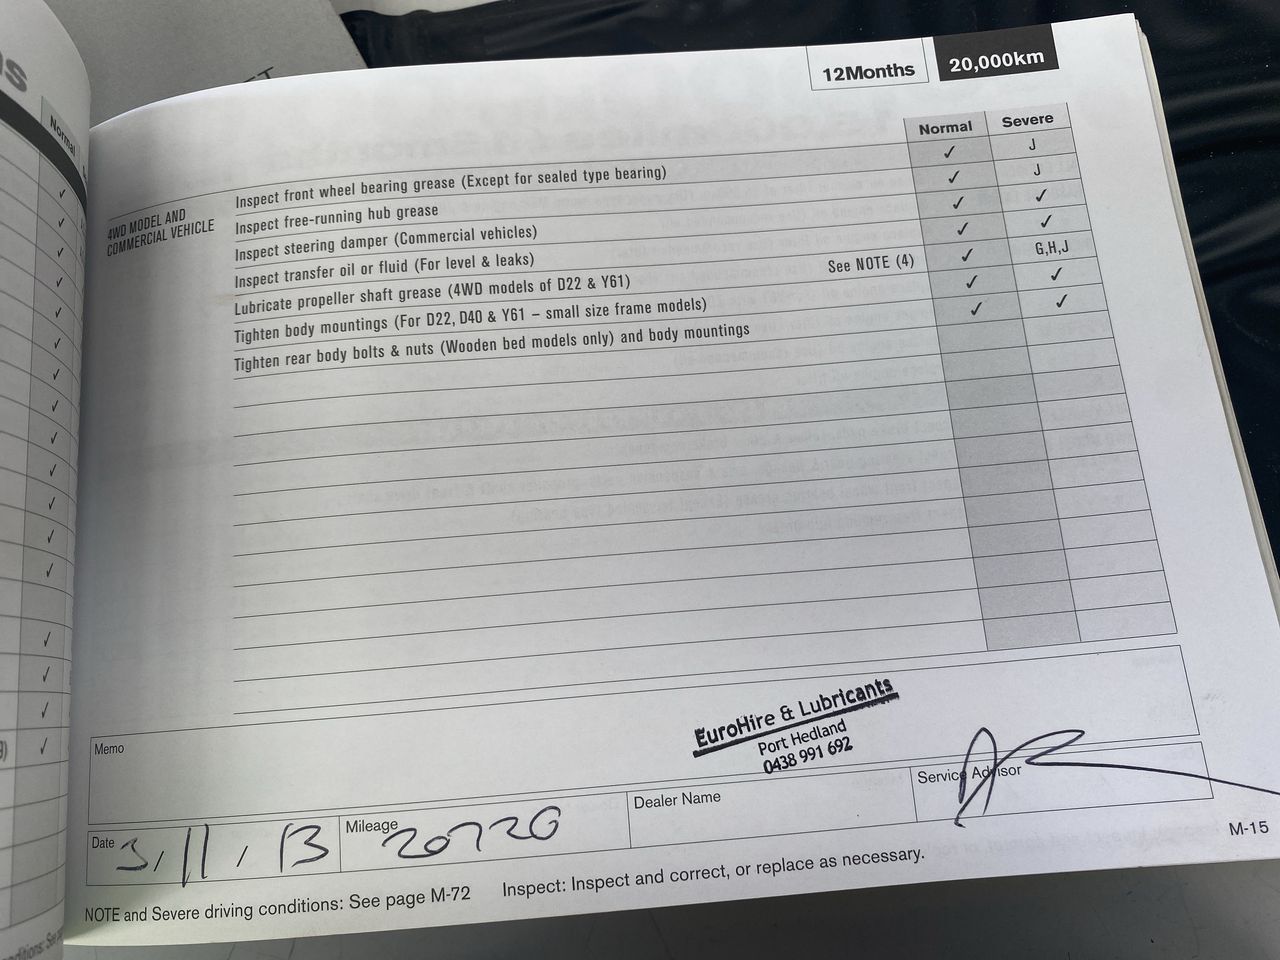 12Months 20,000km
Normal Severe
4WD MODEL AND
COMMERCIAL VEHICLE
Inspect front wheel bearing grease (Except for sealed type bearing) ✓ J
Inspect free-running hub grease ✓ J
Inspect steering damper (Commercial vehicles) ✓ ✓
Inspect transfer oil or fluid (For level & leaks) ✓ ✓
Lubricate propeller shaft grease (4WD models of D22 & Y61) See NOTE (4) ✓ G,H,J
Tighten body mountings (For D22, D40 & Y61 – small size frame models) ✓ ✓
Tighten rear body bolts & nuts (Wooden bed models only) and body mountings ✓ ✓
Memo
EuroHire & Lubricants
Port Hedland
0438 991 692
Date 3/11/13 Mileage 20720 Dealer Name Service Advisor
NOTE and Severe driving conditions: See page M-72 Inspect: Inspect and correct, or replace as necessary.
M-15
Normal